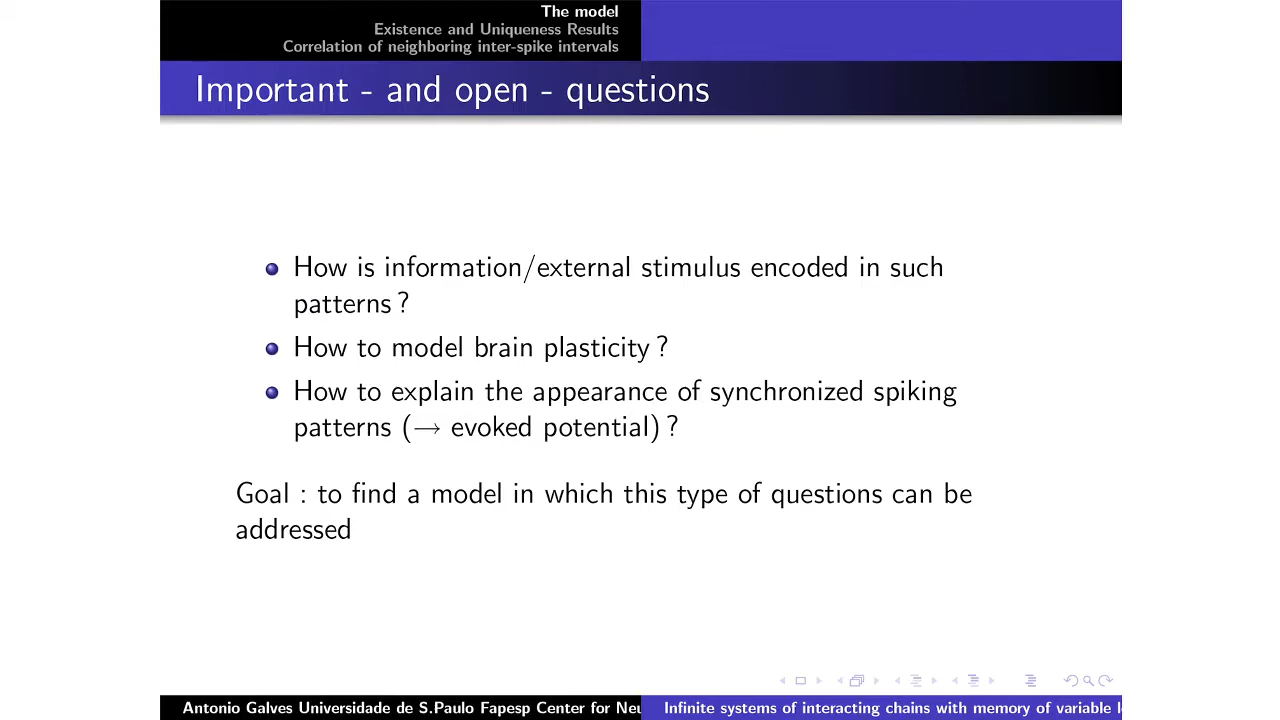 The model
Existence and Uniqueness Results
Correlation of neighboring inter-spike intervals
Important - and open - questions
How is information/external stimulus encoded in such
patterns ?
How to model brain plasticity ?
How to explain the appearance of synchronized spiking
patterns (→ evoked potential) ?
Goal : to find a model in which this type of questions can be
addressed
Antonio Galves Universidade de S.Paulo Fapesp Center for Neu
Infinite systems of interacting chains with memory of variable